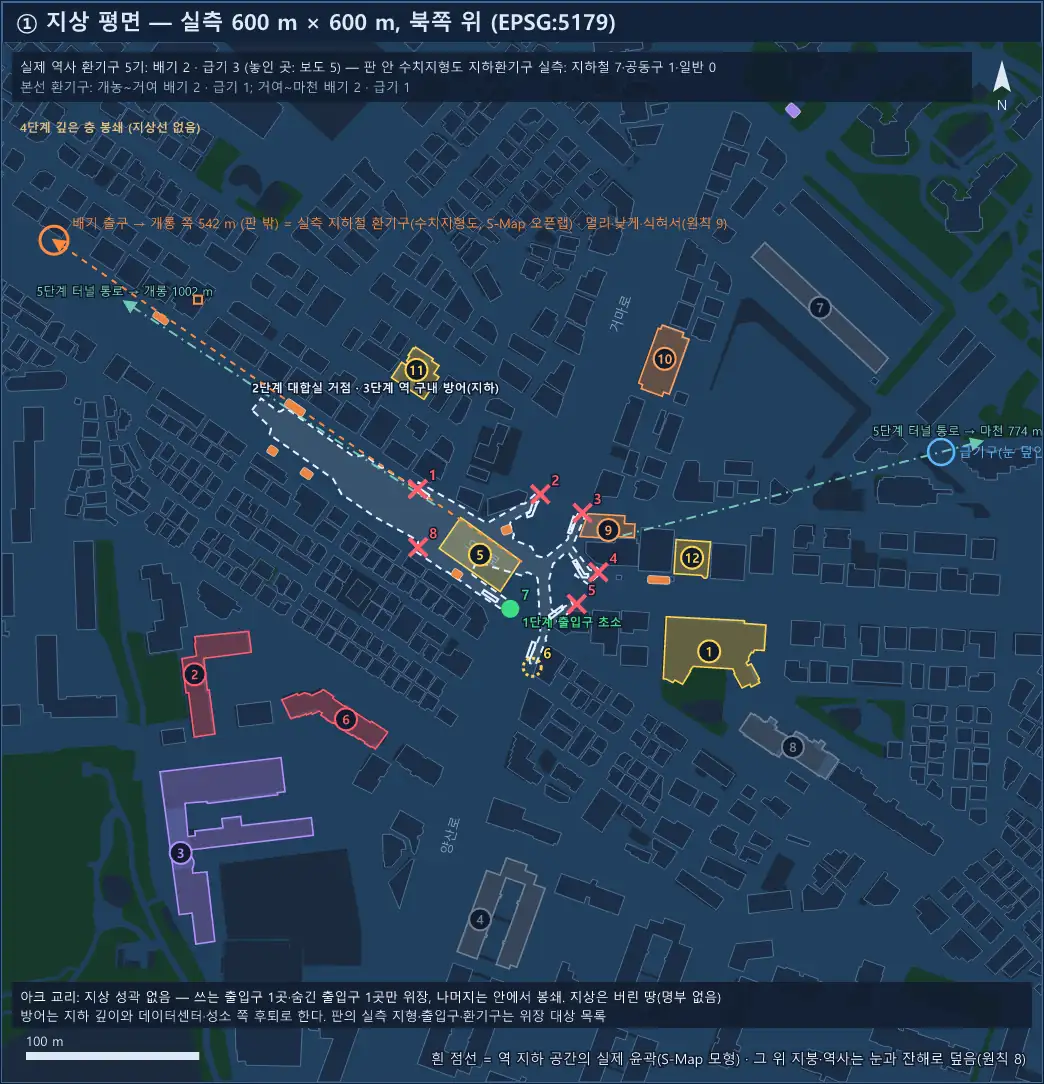 ① 지상 평면 — 실측 600 m × 600 m, 북쪽 위 (EPSG:5179)
실제 역사 환기구 5기: 배기 2 · 급기 3 (놓인 곳: 보도 5) — 판 안 수치지형도 지하환기구 실측: 지하철 7·공동구 1·일반 0
본선 환기구: 개농~거여 배기 2 · 급기 1; 거여~마천 배기 2 · 급기 1
N
4단계 깊은 층 봉쇄 (지상선 없음)
배기 출구 → 개롱 쪽 542 m (판 밖) = 실측 지하철 환기구(수치지형도, S-Map 오픈랩) · 멀리·낮게·식혀서(원칙 9)
5단계 터널 통로 → 개롱 1002 m
거마로
7
10
11
2단계 대합실 거점 · 3단계 역 구내 방어(지하)
5단계 터널 통로 → 마천 774 m
급기구(눈 덮인
1
2
3
8
5
9
4
12
7
5
1단계 출입구 초소
6
1
2
6
8
양산로
3
4
아크 교리: 지상 성곽 없음 — 쓰는 출입구 1곳·숨긴 출입구 1곳만 위장, 나머지는 안에서 봉쇄. 지상은 버린 땅(명부 없음)
방어는 지하 깊이와 데이터센터·성소 쪽 후퇴로 한다. 판의 실측 지형·출입구·환기구는 위장 대상 목록
100 m
흰 점선 = 역 지하 공간의 실제 윤곽(S-Map 모형) · 그 위 지붕·역사는 눈과 잔해로 덮음(원칙 8)